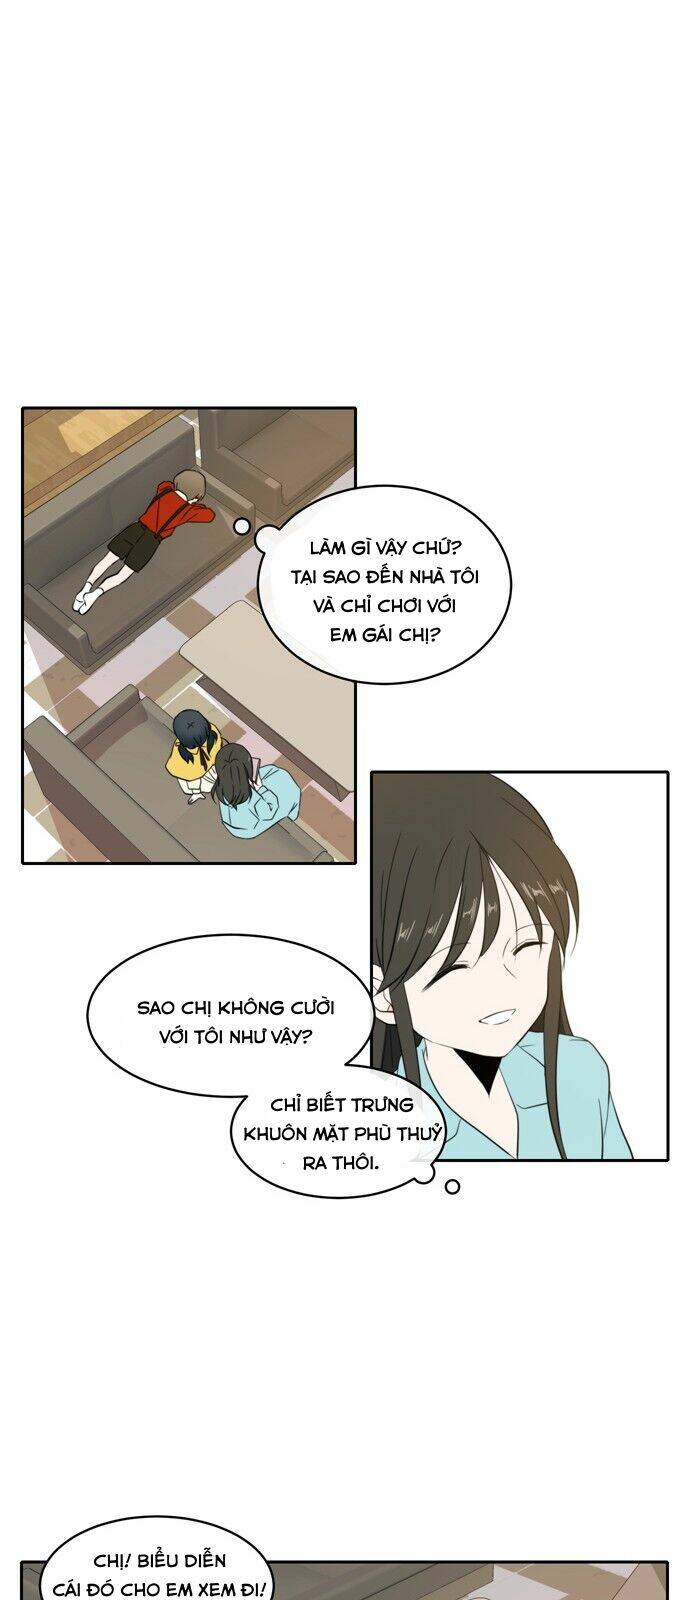 LÀM GÌ VẬY CHỨ?
TẠI SAO ĐẾN NHÀ TÔI
VÀ CHỈ CHƠI VỚI
EM GÁI CHỊ?
SAO CHỊ KHÔNG CƯỜI
VỚI TÔI NHƯ VẬY?
CHỈ BIẾT TRƯNG
KHUÔN MẶT PHÙ THUỶ
RA THÔI.
CHỊ! BIỂU DIỄN
CÁI ĐÓ CHO EM XEM ĐI!